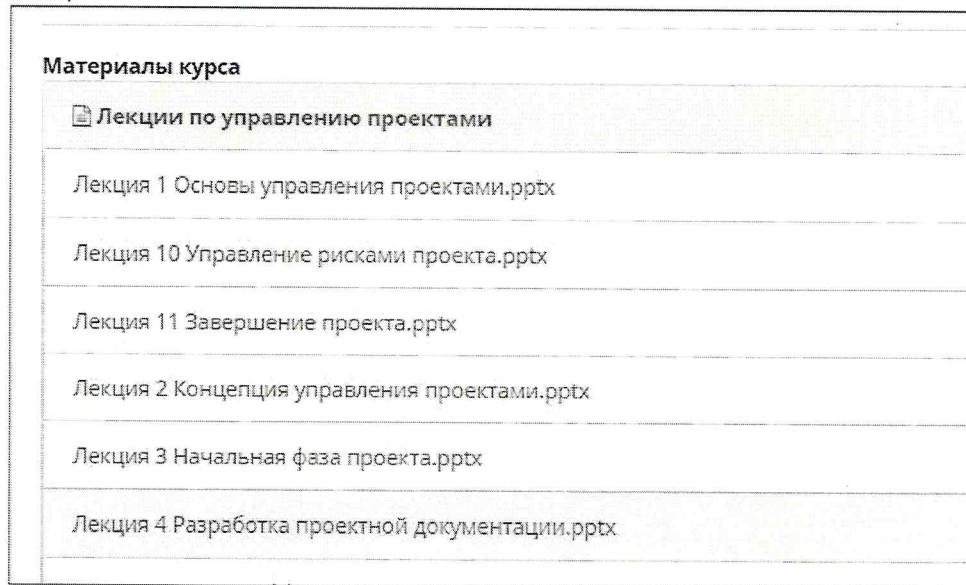 Материалы курса
Лекции по управлению проектами
Лекция 1 Основы управления проектами.pptx
Лекция 10 Управление рисками проекта.pptx
Лекция 11 Завершение проекта.pptx
Лекция 2 Концепция управления проектами.pptx
Лекция 3 Начальная фаза проекта.pptx
Лекция 4 Разработка проектной документации.pptx